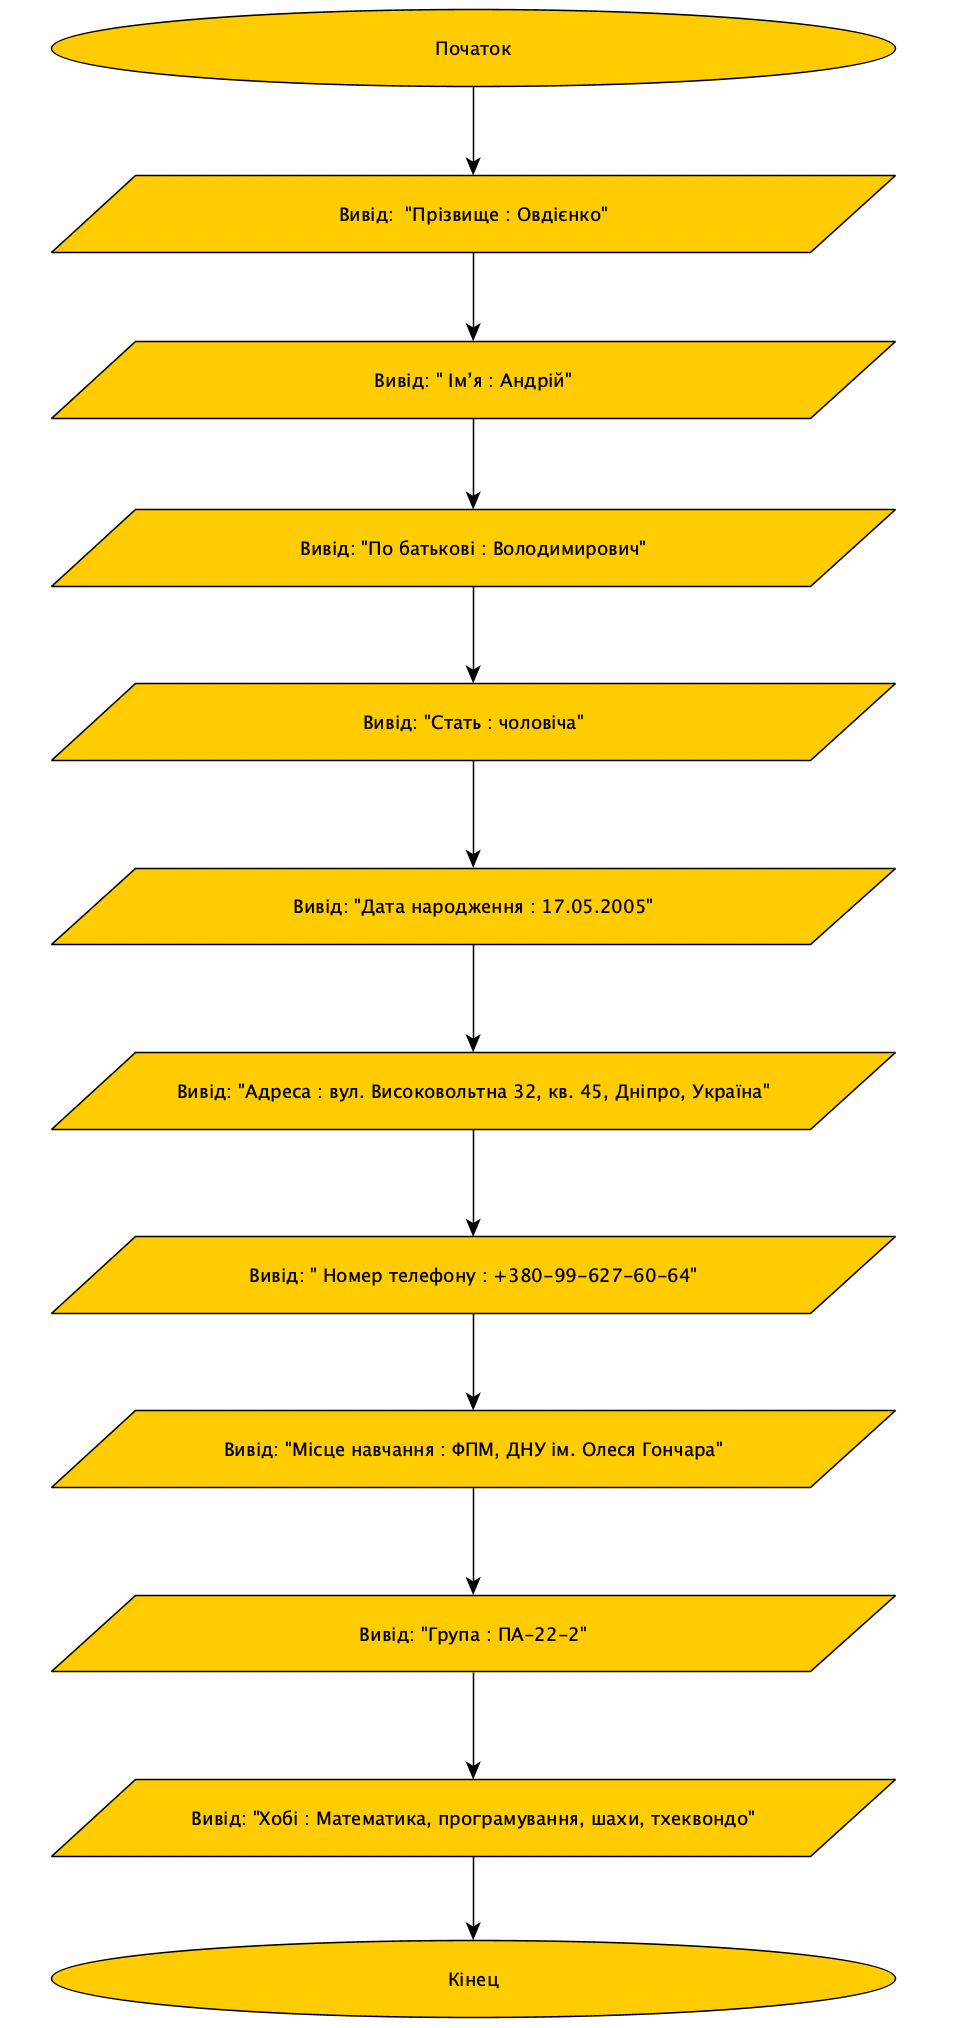 Початок
Вивід:  "Прізвище : Овдієнко"
Вивід: " Ім’я : Андрій"
Вивід: "По батькові : Володимирович"
Вивід: "Стать : чоловіча"
Вивід: "Дата народження : 17.05.2005"
Вивід: "Адреса : вул. Високовольтна 32, кв. 45, Дніпро, Україна"
Вивід: " Номер телефону : +380-99-627-60-64"
Вивід: "Місце навчання : ФПМ, ДНУ ім. Олеся Гончара"
Вивід: "Група : ПА-22-2"
Вивід: "Хобі : Математика, програмування, шахи, тхеквондо"
Кінец